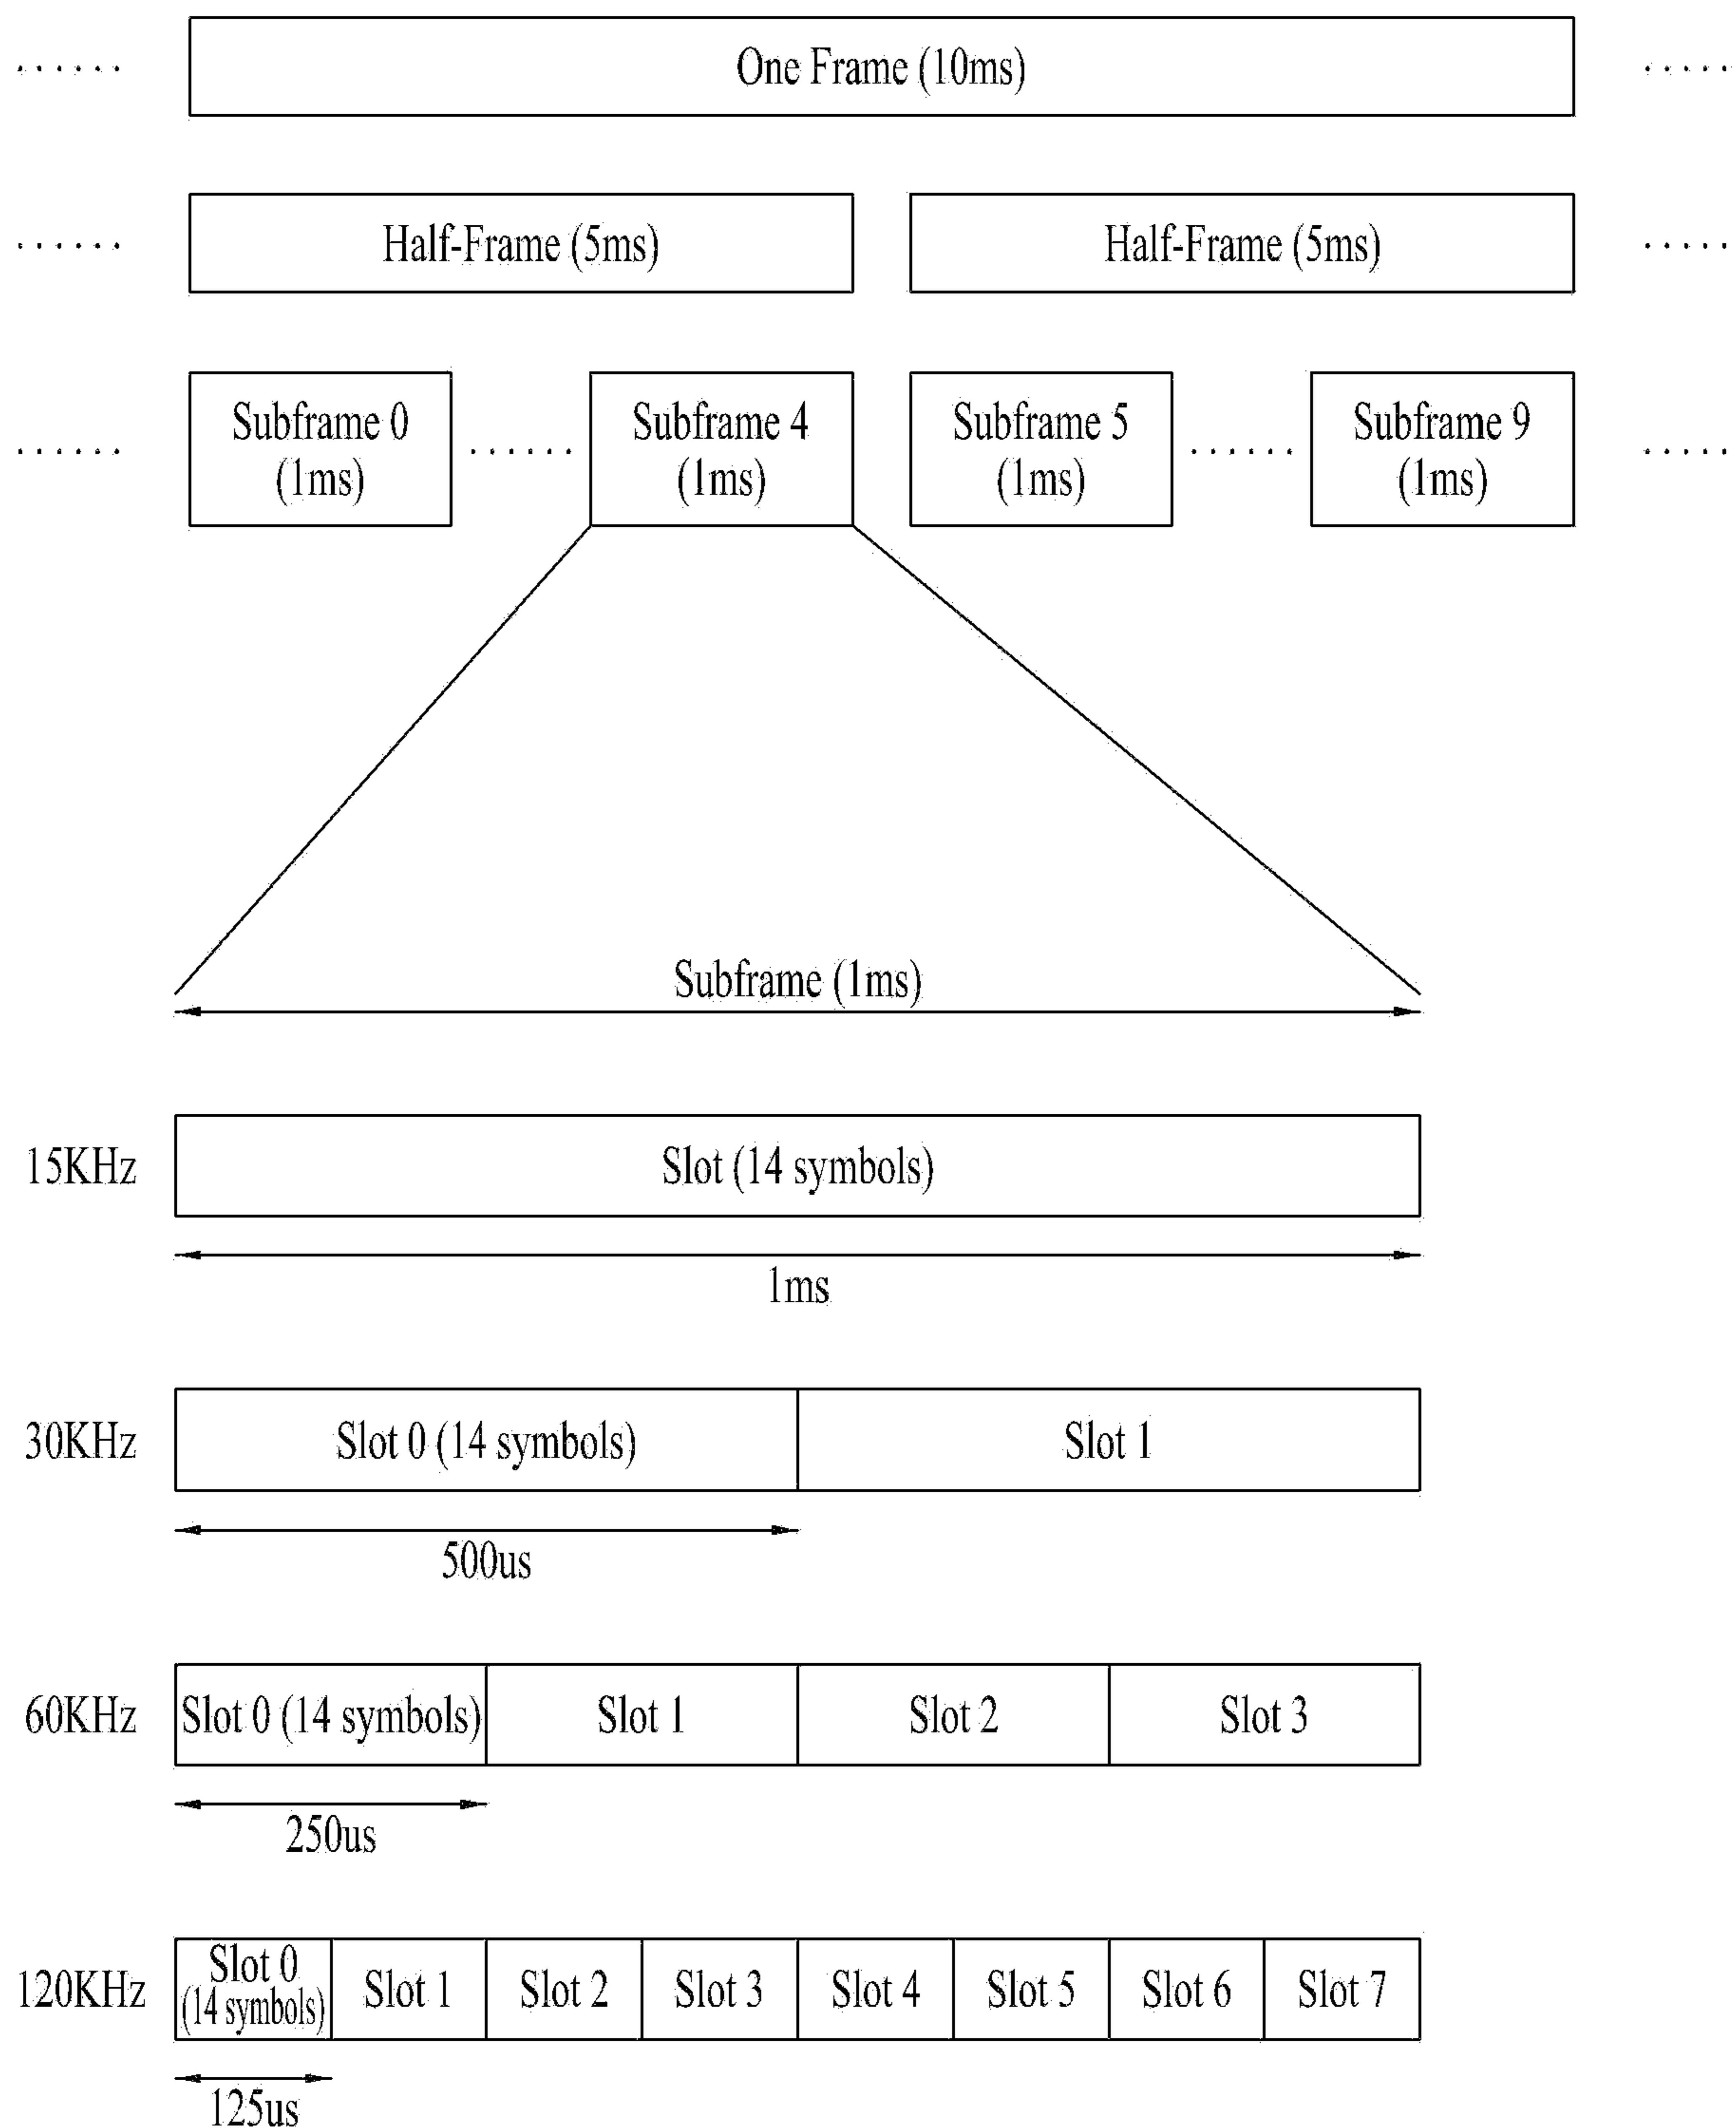 One Frame (10ms)
Half-Frame (5ms) Half-Frame (5ms)
Subframe 0
(1ms)
Subframe 4
(1ms)
Subframe 5
(1ms)
Subframe 9
(1ms)
Subframe (1ms)
15KHz Slot (14 symbols)
1ms
30KHz Slot 0 (14 symbols) Slot 1
500us
60KHz Slot 0 (14 symbols) Slot 1 Slot 2 Slot 3
250us
120KHz Slot 0
(14 symbols)
Slot 1 Slot 2 Slot 3 Slot 4 Slot 5 Slot 6 Slot 7
125us